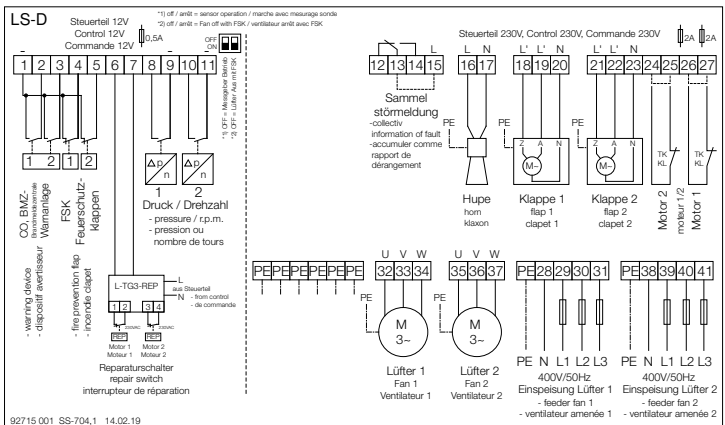 LS-D
Steuerteil 12V
Control 12V
Commande 12V
0,5A
*1) off / arrêt = sensor operation / marche avec mesurage sonde
*2) off / arrêt = Fan off with FSK / ventilateur arrêt avec FSK
OFF
ON
*1) OFF = Messgeber Betrieb
*2) OFF = Lüfter Aus mit FSK
1 2 3 4 5 6 7 8 9 10 11
1 2 1 2
CO, BMZ-
Brandmeldezentrale
Warnanlage
- warning device
- dispositif avertisseur
FSK
Feuerschutz-
klappen
- fire prevention flap
- incendie clapet
Δp n
Δp n
1 2
Druck / Drehzahl
- pressure / r.p.m.
- pression ou
nombre de tours
L-TG3-REP
1 2 3 4
L
aus Steuerteil
N - from control
- de commande
230VAC 230VAC
REP REP
Motor 1 Motor 2
Moteur 1 Moteur 2
Reparaturschalter
repair switch
interrupteur de réparation
Steuerteil 230V, Control 230V, Commande 230V
2A 2A
L L N L' L' N L' L' N
12 13 14 15 16 17 18 19 20 21 22 23 24 25 26 27
Sammel
störmeldung
-collectiv
information of fault
-accumuler comme
rapport de
dérangement
PE PE PE
Z A N
M~
Z A N
M~
TK
KL
TK
KL
Hupe
horn
klaxon
Klappe 1
flap 1
clapet 1
Klappe 2
flap 2
clapet 2
Motor 2
moteur 1/2
Motor 1
PE PE PE PE PE PE
U V W
32 33 34
PE
M
3~
Lüfter 1
Fan 1
Ventilateur 1
U V W
35 36 37
PE
M
3~
Lüfter 2
Fan 2
Ventilateur 2
PE 28 29 30 31
PE N L1 L2 L3
400V/50Hz
Einspeisung Lüfter 1
- feeder fan 1
- ventilateur amenée 1
PE 38 39 40 41
PE N L1 L2 L3
400V/50Hz
Einspeisung Lüfter 2
- feeder fan 2
- ventilateur amenée 2
92715 001 SS-704,1 14.02.19